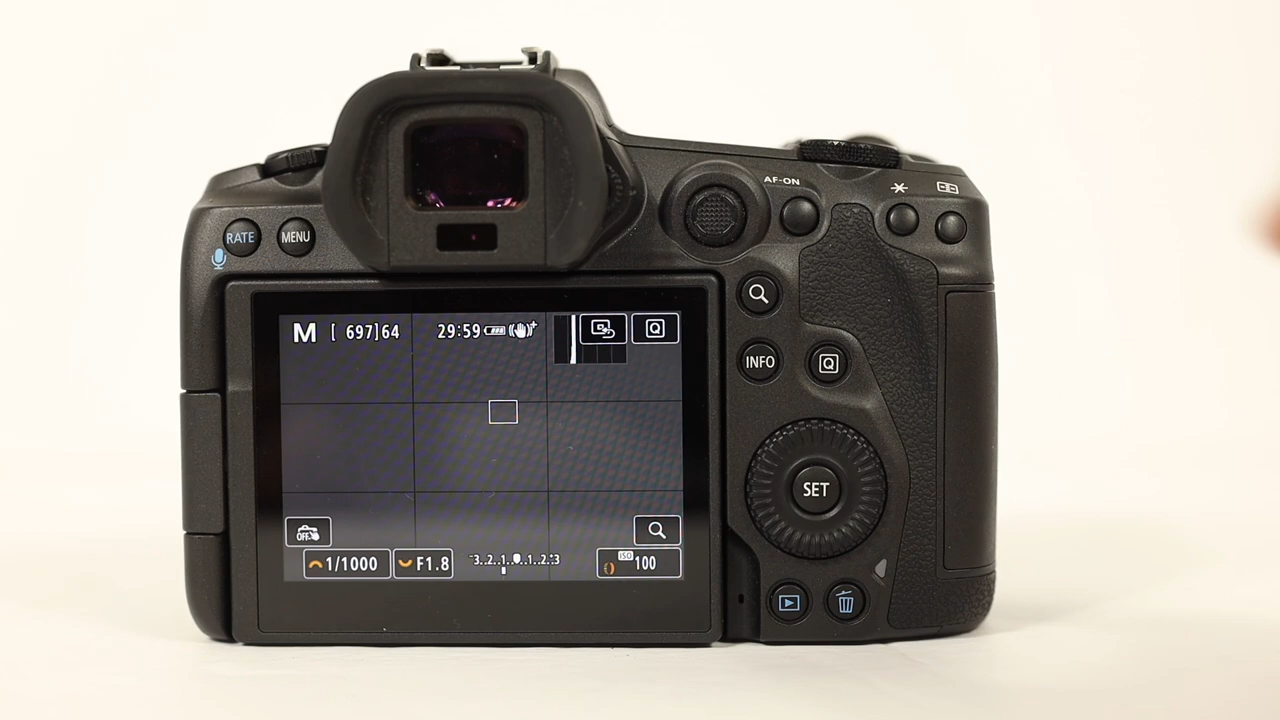 AF-ON
RATE
MENU
M [ 697]64 29:59
Q
INFO
Q
SET
OFF
1/1000 F1.8 -3..2..1..0..1..2..:3 ISO 100